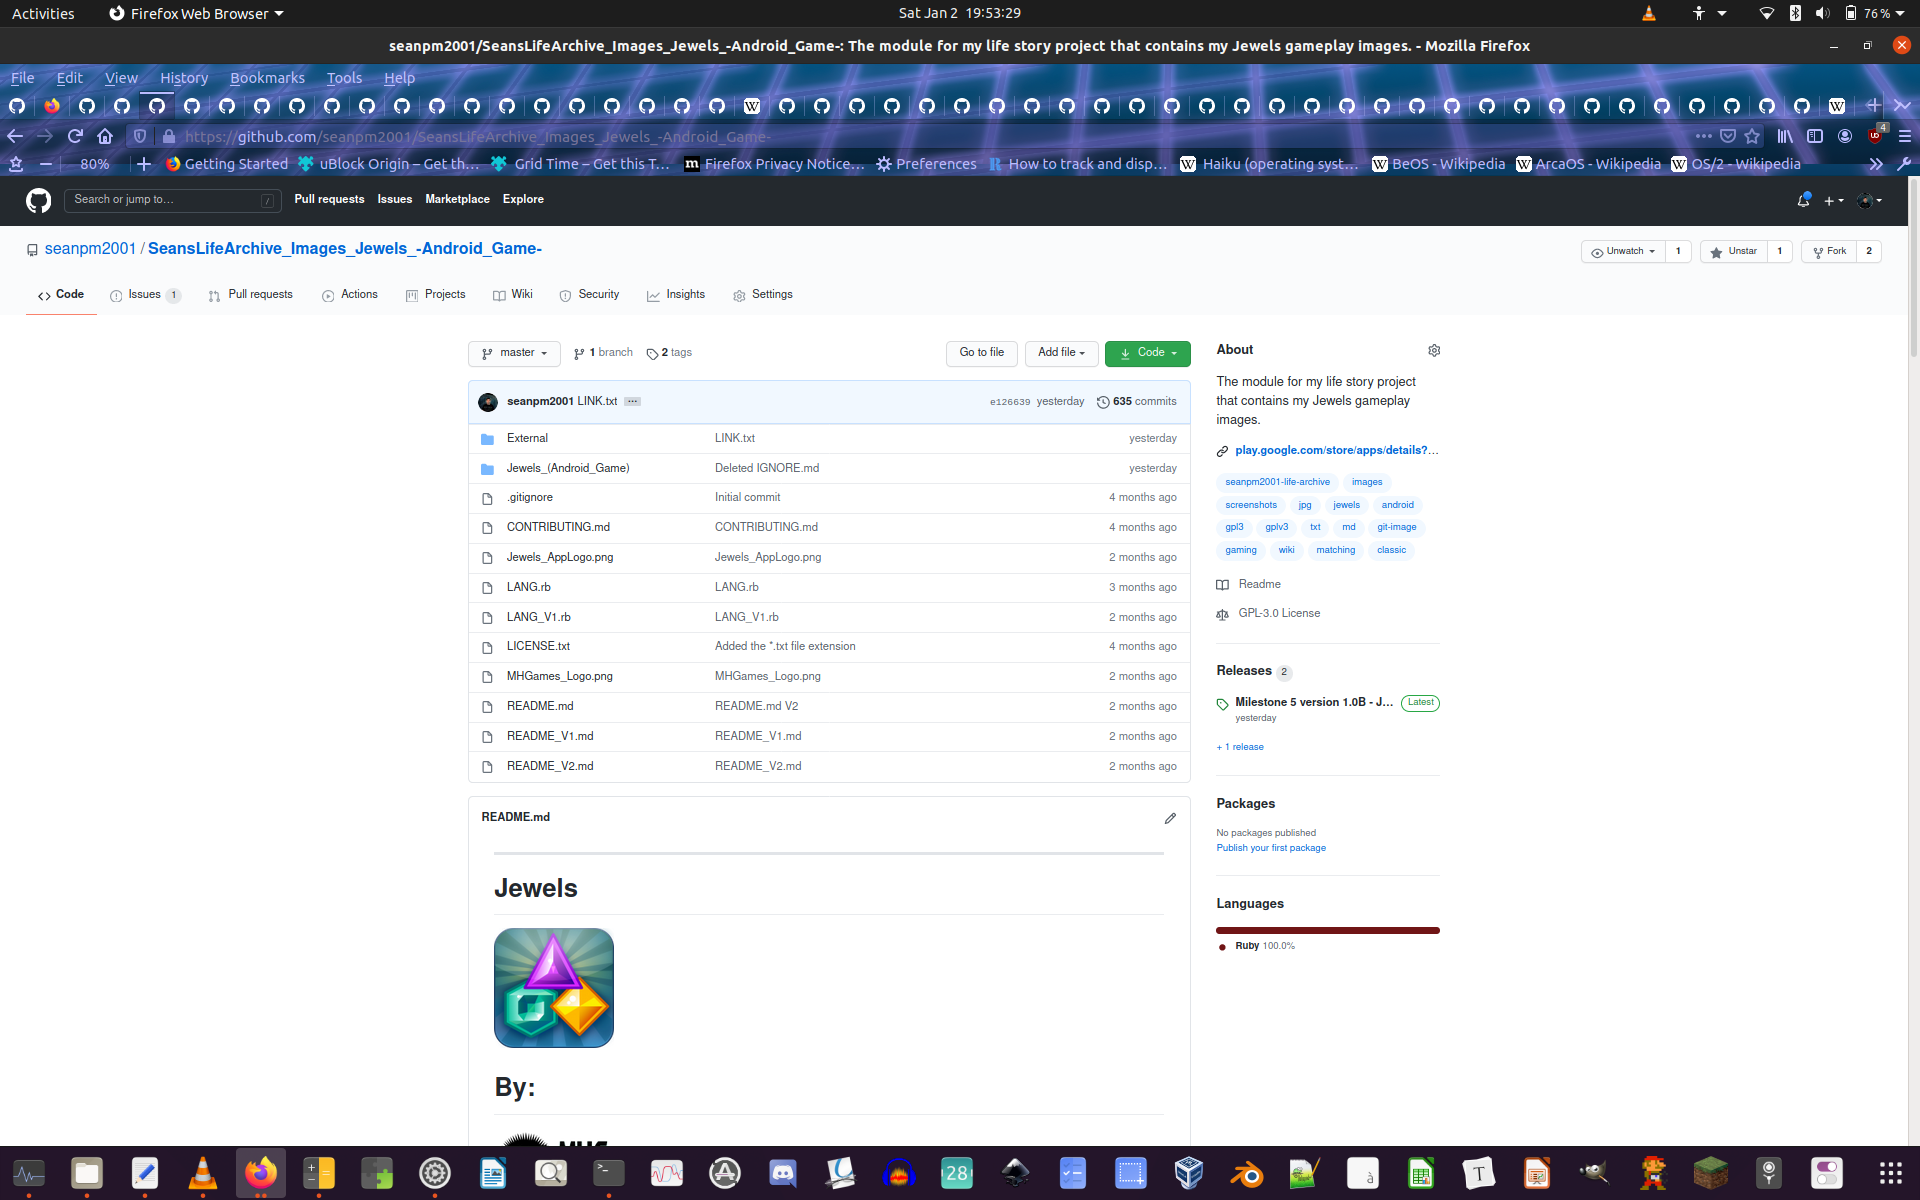 Activities Firefox Web Browser Sat Jan 2 19:53:29 76 %
seanpm2001/SeansLifeArchive_Images_Jewels_-Android_Game-: The module for my life story project that contains my Jewels gameplay images. - Mozilla Firefox
File Edit View History Bookmarks Tools Help
https://github.com/seanpm2001/SeansLifeArchive_Images_Jewels_-Android_Game- 4
80% Getting Started uBlock Origin – Get th… Grid Time – Get this T… Firefox Privacy Notice… Preferences How to track and disp… Haiku (operating syst… BeOS - Wikipedia ArcaOS - Wikipedia OS/2 - Wikipedia
Search or jump to… / Pull requests Issues Marketplace Explore
seanpm2001 / SeansLifeArchive_Images_Jewels_-Android_Game- Unwatch 1 Unstar 1 Fork 2
Code Issues 1 Pull requests Actions Projects Wiki Security Insights Settings
master 1 branch 2 tags Go to file Add file Code
seanpm2001 LINK.txt ... e126639 yesterday 635 commits
External LINK.txt yesterday
Jewels_(Android_Game) Deleted IGNORE.md yesterday
.gitignore Initial commit 4 months ago
CONTRIBUTING.md CONTRIBUTING.md 4 months ago
Jewels_AppLogo.png Jewels_AppLogo.png 2 months ago
LANG.rb LANG.rb 3 months ago
LANG_V1.rb LANG_V1.rb 2 months ago
LICENSE.txt Added the *.txt file extension 4 months ago
MHGames_Logo.png MHGames_Logo.png 2 months ago
README.md README.md V2 2 months ago
README_V1.md README_V1.md 2 months ago
README_V2.md README_V2.md 2 months ago
README.md
Jewels
By:
About
The module for my life story project
that contains my Jewels gameplay
images.
play.google.com/store/apps/details?…
seanpm2001-life-archive images
screenshots jpg jewels android
gpl3 gplv3 txt md git-image
gaming wiki matching classic
Readme
GPL-3.0 License
Releases 2
Milestone 5 version 1.0B - J… Latest
yesterday
+ 1 release
Packages
No packages published
Publish your first package
Languages
Ruby 100.0%
28